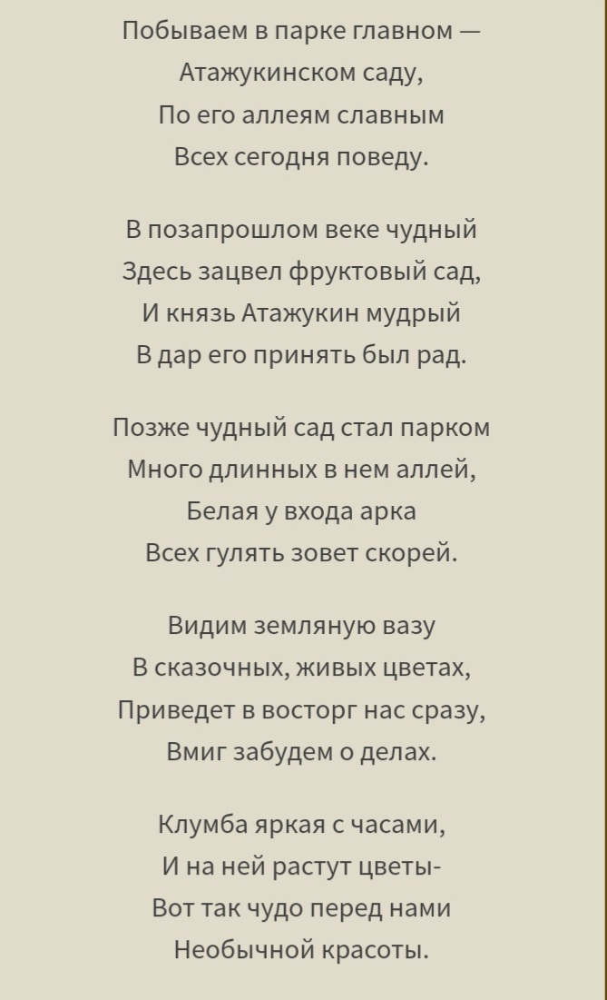 Побываем в парке главном —
Атажукинском саду,
По его аллеям славным
Всех сегодня поведу.
В позапрошлом веке чудный
Здесь зацвел фруктовый сад,
И князь Атажукин мудрый
В дар его принять был рад.
Позже чудный сад стал парком
Много длинных в нем аллей,
Белая у входа арка
Всех гулять зовет скорей.
Видим земляную вазу
В сказочных, живых цветах,
Приведет в восторг нас сразу,
Вмиг забудем о делах.
Клумба яркая с часами,
И на ней растут цветы-
Вот так чудо перед нами
Необычной красоты.